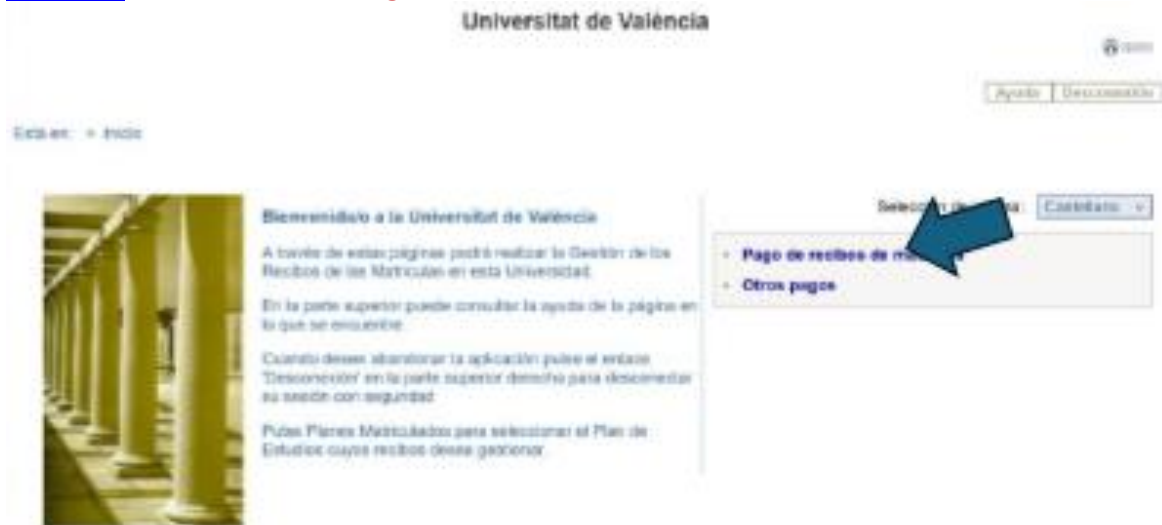 Universitat de València
Ayuda Desconexión
Está en: Inicio
Selección de Castellano
Bienvenida/o a la Universitat de València
A través de estas páginas podrá realizar la Gestión de los
Recibos de las Matrículas en esta Universidad.
En la parte superior puede consultar la ayuda de la página en
la que se encuentre
Cuando desee abandonar la aplicación pulse el enlace
'Desconexión' en la parte superior derecha para desconectar
su sesión con seguridad
Pulse Planes Matriculados para seleccionar el Plan de
Estudios cuyos recibos desea gestionar.
Pago de recibos de
Otros pagos